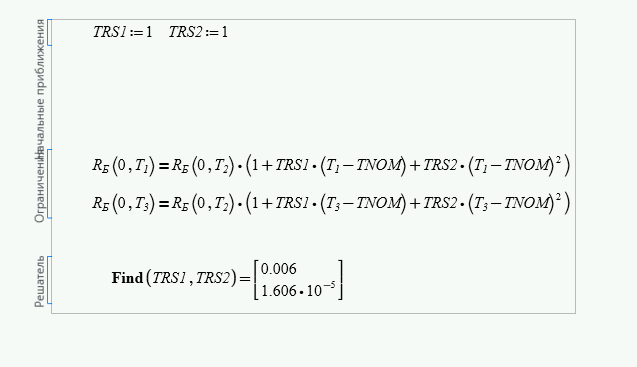 Начальные приближения
TRS1:=1 TRS2:=1
Ограничения
R_Б(0,T_1)=R_Б(0,T_2)·(1+TRS1·(T_1−TNOM)+TRS2·(T_1−TNOM)^2)
R_Б(0,T_3)=R_Б(0,T_2)·(1+TRS1·(T_3−TNOM)+TRS2·(T_3−TNOM)^2)
Решатель
Find(TRS1,TRS2)=[0.006
1.606·10^−5]